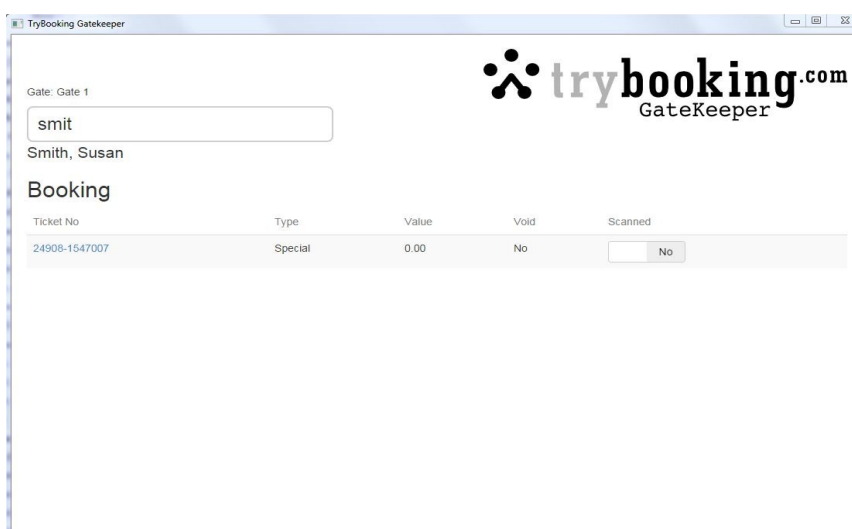 TryBooking Gatekeeper
trybooking.com
GateKeeper
Gate: Gate 1
smit
Smith, Susan
Booking
Ticket No Type Value Void Scanned
24908-1547007 Special 0.00 No No